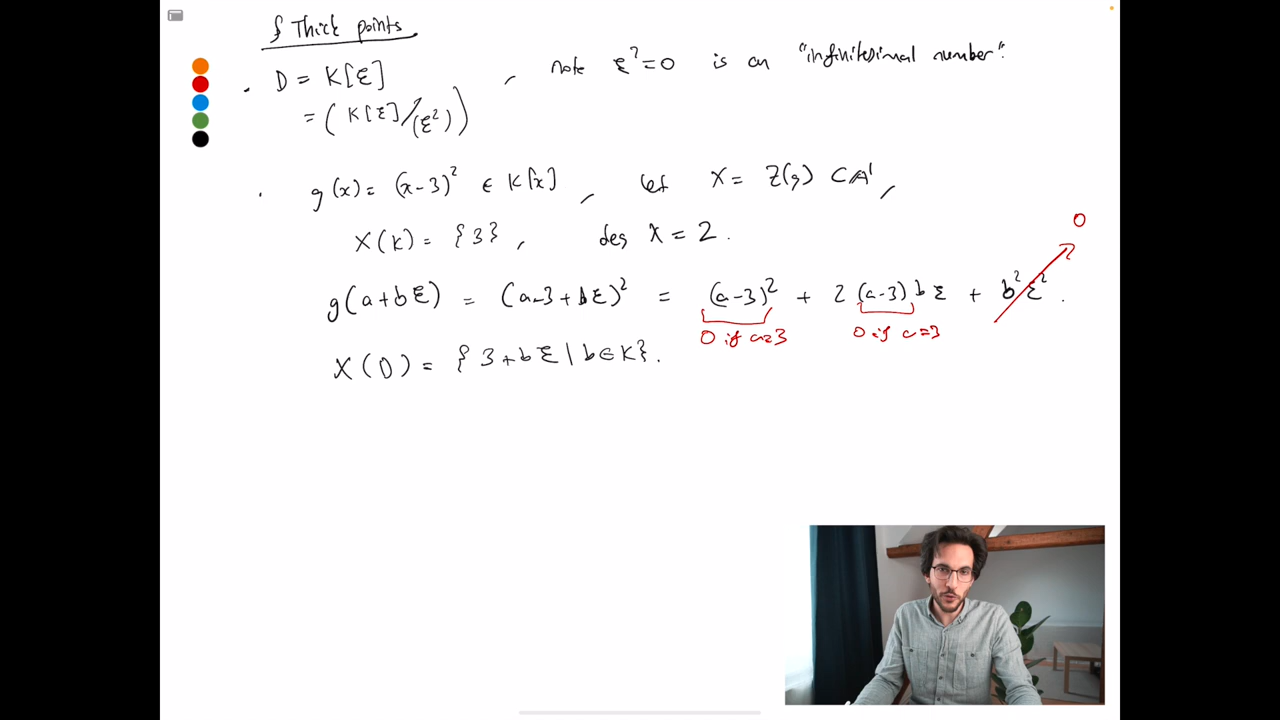 § Thick points
. D = K[ε] , note ε²=0 is an "infinitesimal number".
= ( K[ε]/(ε²) )
. g(x) = (x-3)² ∈ K[x] , let X = Z(g) ⊂ A¹ ,
X(K) = {3} , deg X = 2 .
0
g(a+bε) = (a-3+bε)² = (a-3)² + 2(a-3)bε + b²ε² .
0 if a=3 0 if a=3
X(D) = { 3+bε | b∈K } .